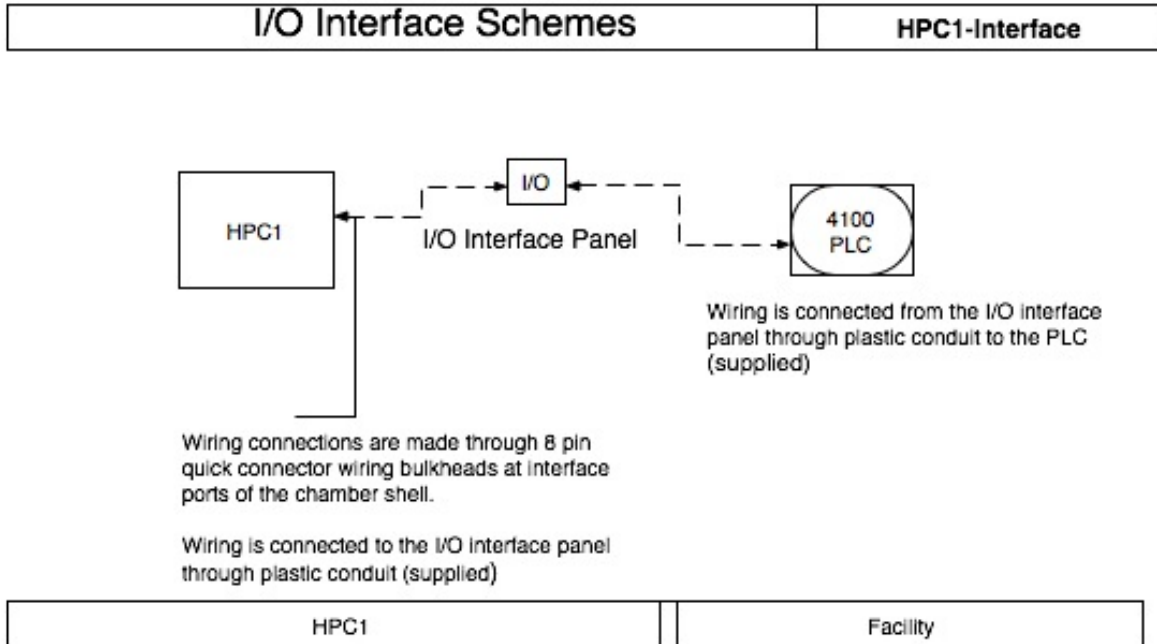 I/O Interface Schemes
HPC1-Interface
HPC1
I/O
I/O Interface Panel
4100
PLC
Wiring is connected from the I/O interface
panel through plastic conduit to the PLC
(supplied)
Wiring connections are made through 8 pin
quick connector wiring bulkheads at interface
ports of the chamber shell.
Wiring is connected to the I/O interface panel
through plastic conduit (supplied)
HPC1
Facility